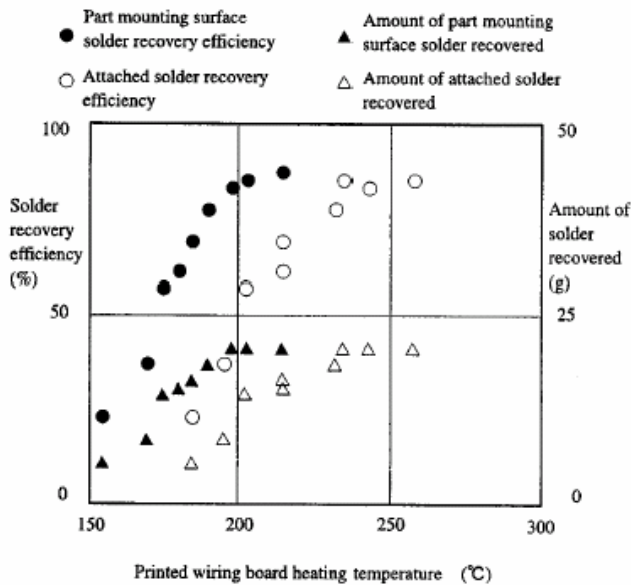 Part mounting surface
solder recovery efficiency
Amount of part mounting
surface solder recovered
Attached solder recovery
efficiency
Amount of attached solder
recovered
100
50
Solder
recovery
efficiency
(%)
Amount of
solder
recovered
(g)
50
25
0
0
150
200
250
300
Printed wiring board heating temperature (℃)